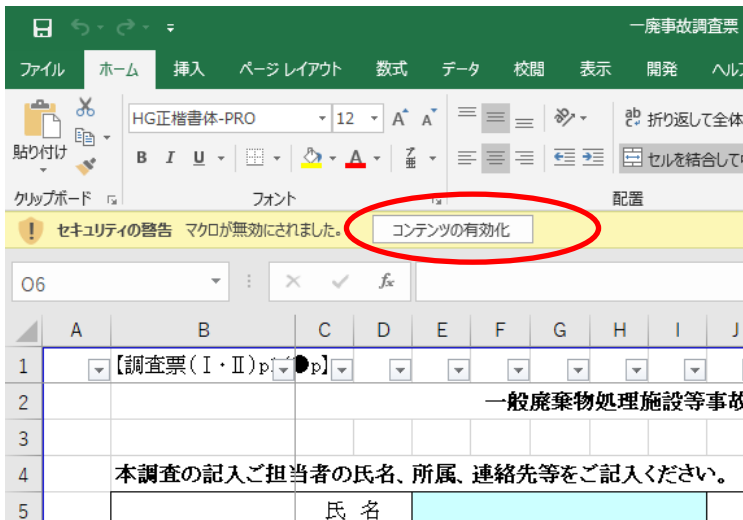 一廃事故調査票
ファイル ホーム 挿入 ページ レイアウト 数式 データ 校閲 表示 開発 ヘル
HG正楷書体-PRO 12 A A ab 折り返して全体
貼り付け B I U A 亜 セルを結合して
クリップボード フォント 配置
セキュリティの警告 マクロが無効にされました。 コンテンツの有効化
O6 fx
A B C D E F G H I J
1 【調査票(Ⅰ・Ⅱ)p ●p】
2 一般廃棄物処理施設等事故
3
4 本調査の記入ご担当者の氏名、所属、連絡先等をご記入ください。
5 氏 名